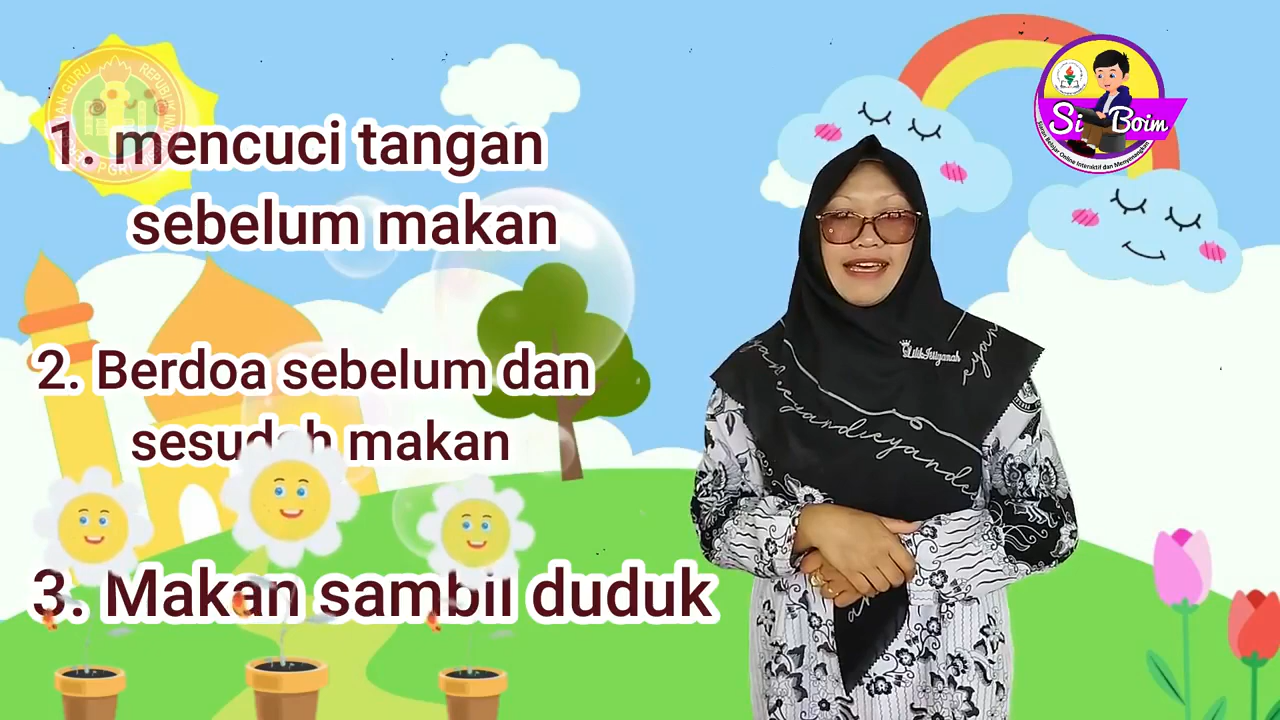 1. mencuci tangan
sebelum makan
2. Berdoa sebelum dan
sesudah makan
3. Makan sambil duduk
Si Boim